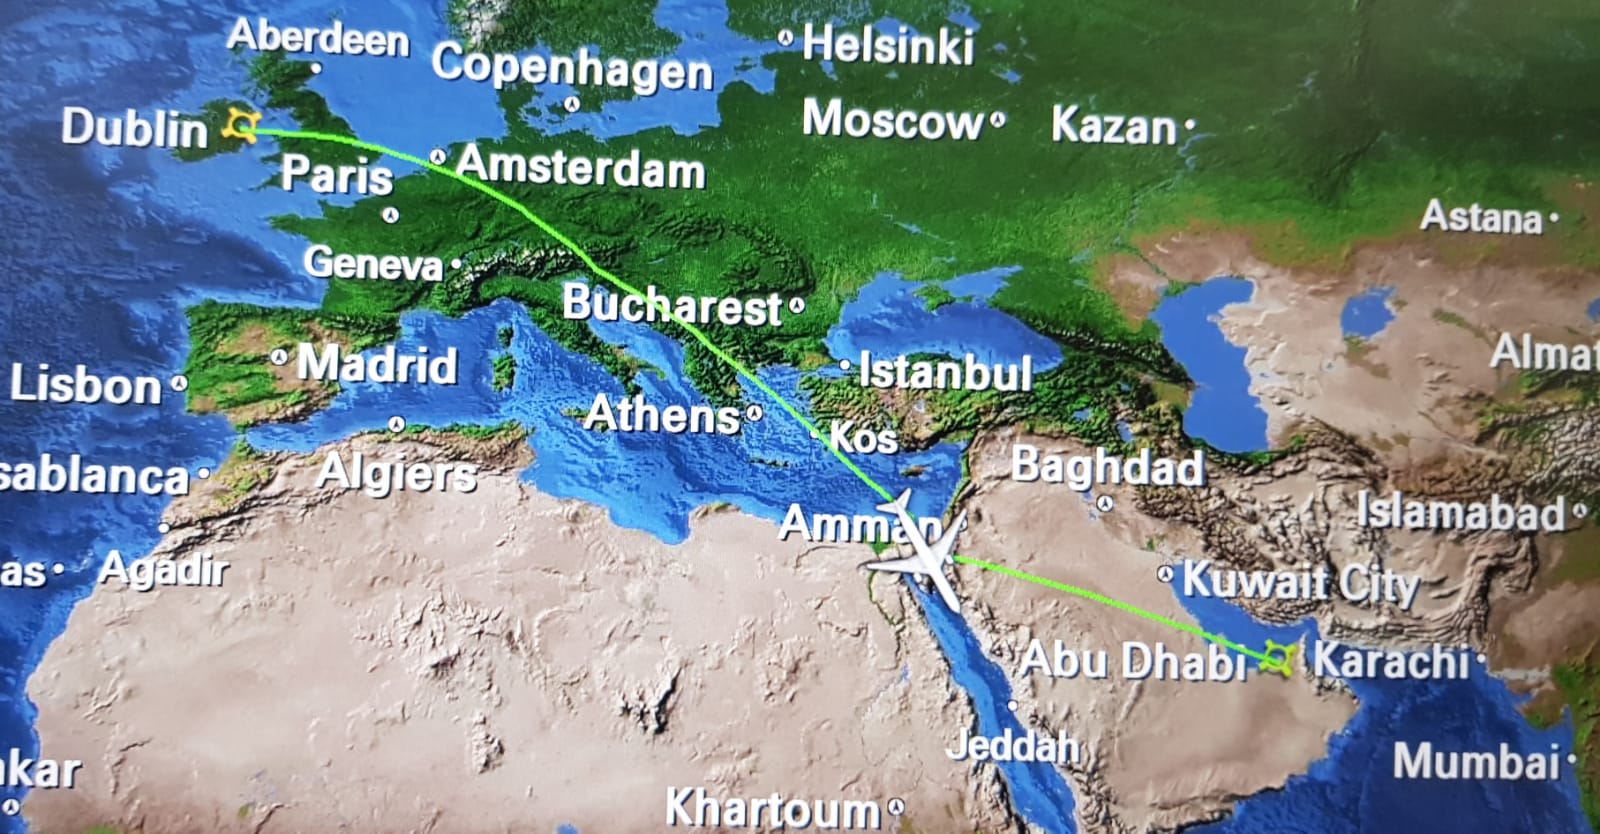 Aberdeen
Copenhagen
Helsinki
Dublin
Moscow
Kazan
Paris
Amsterdam
Astana
Geneva
Bucharest
Madrid
Istanbul
Almat
Lisbon
Athens
Kos
sablanca
Algiers
Baghdad
Islamabad
Amman
as
Agadir
Kuwait City
Abu Dhabi
Karachi
Jeddah
Mumbai
akar
Khartoum